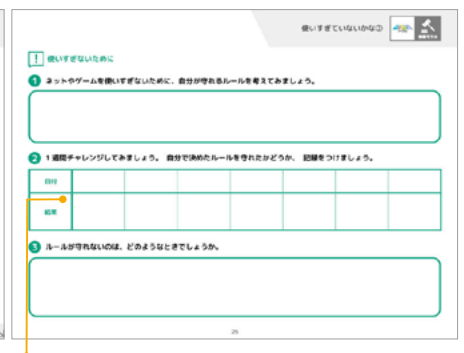 使いすぎていないかな②
使いすぎないために
1 ネットやゲームを使いすぎないために、自分が守れるルールを考えてみましょう。
2 1週間チャレンジしてみましょう。 自分で決めたルールを守れたかどうか、 記録をつけましょう。
日付
結果
3 ルールが守れないのは、どのようなときでしょうか。
25